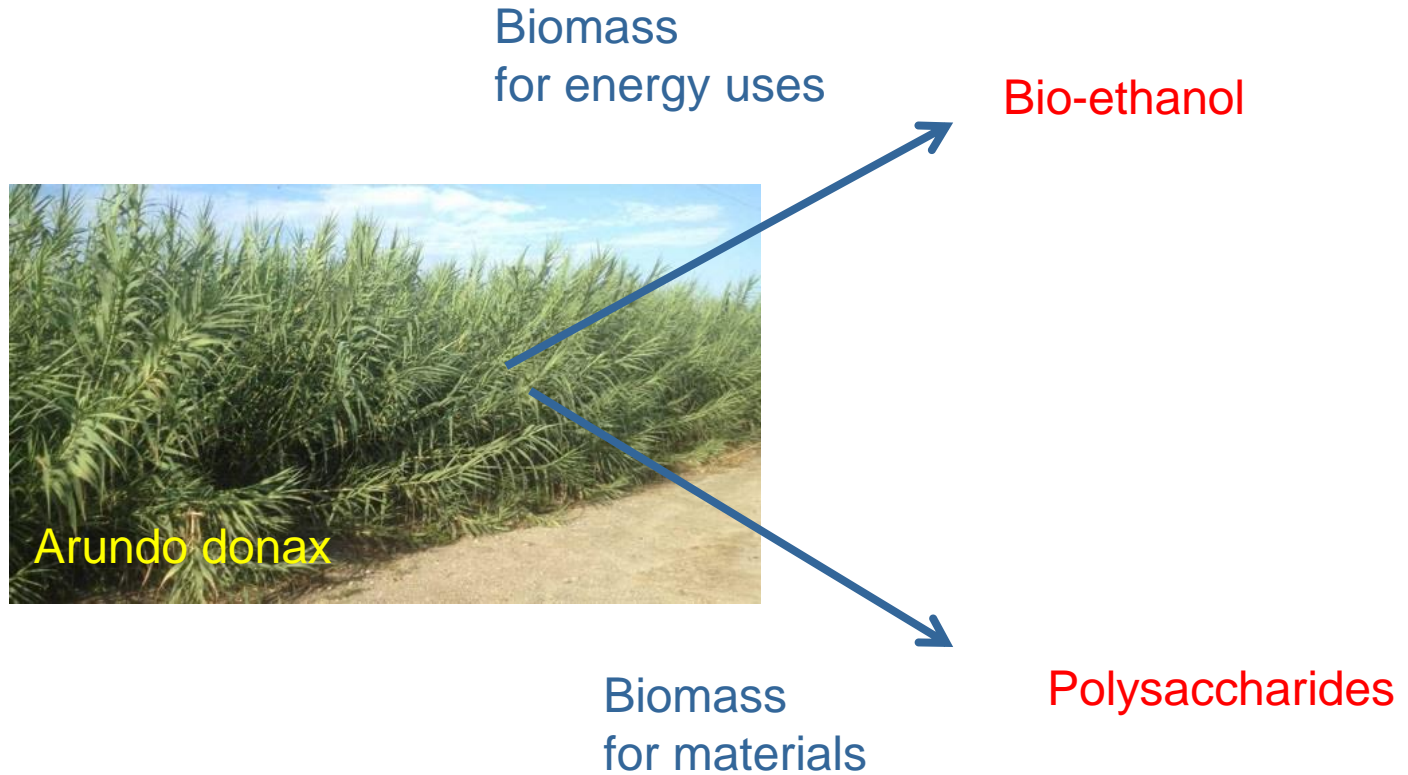 Biomass
for energy uses
Bio-ethanol
Arundo donax
Biomass
for materials
Polysaccharides